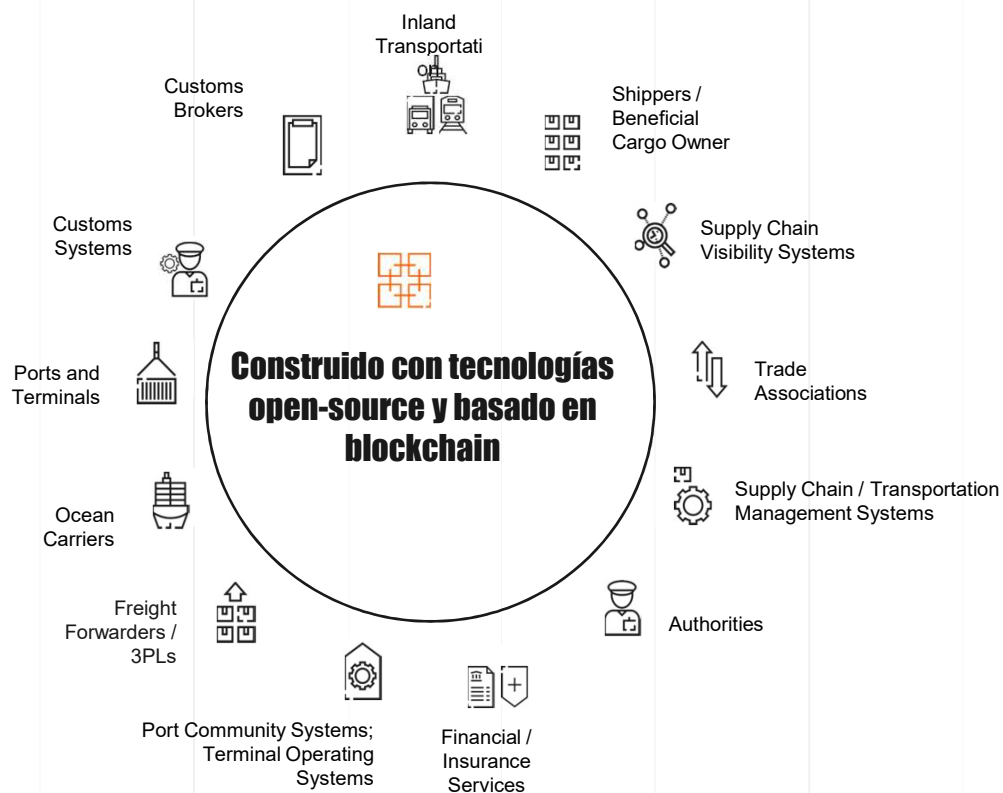 Inland
Transportati
on
Customs
Brokers
Shippers /
Beneficial
Cargo Owner
Customs
Systems
Supply Chain
Visibility Systems
Construido con tecnologías
open-source y basado en
blockchain
Ports and
Terminals
Trade
Associations
Ocean
Carriers
Supply Chain / Transportation
Management Systems
Freight
Forwarders /
3PLs
Authorities
Port Community Systems;
Terminal Operating
Systems
Financial /
Insurance
Services